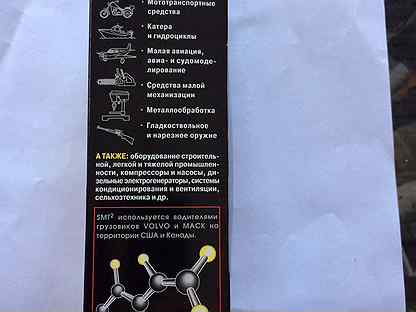 · Мототранспортные
средства
· Катера
и гидроциклы
· Малая авиация,
авиа- и судомоде-
лирование
· Средства малой
механизации
· Металлообработка
· Гладкоствольное
и нарезное оружие
А ТАКЖЕ: оборудование строитель-
ной, легкой и тяжелой промышлен-
ности, компрессоры и насосы, ди-
зельные электрогенераторы, системы
кондиционирования и вентиляции,
сельхозтехника и др.
SMT² используется водителями
грузовиков VOLVO и MACK на
территории США и Канады.